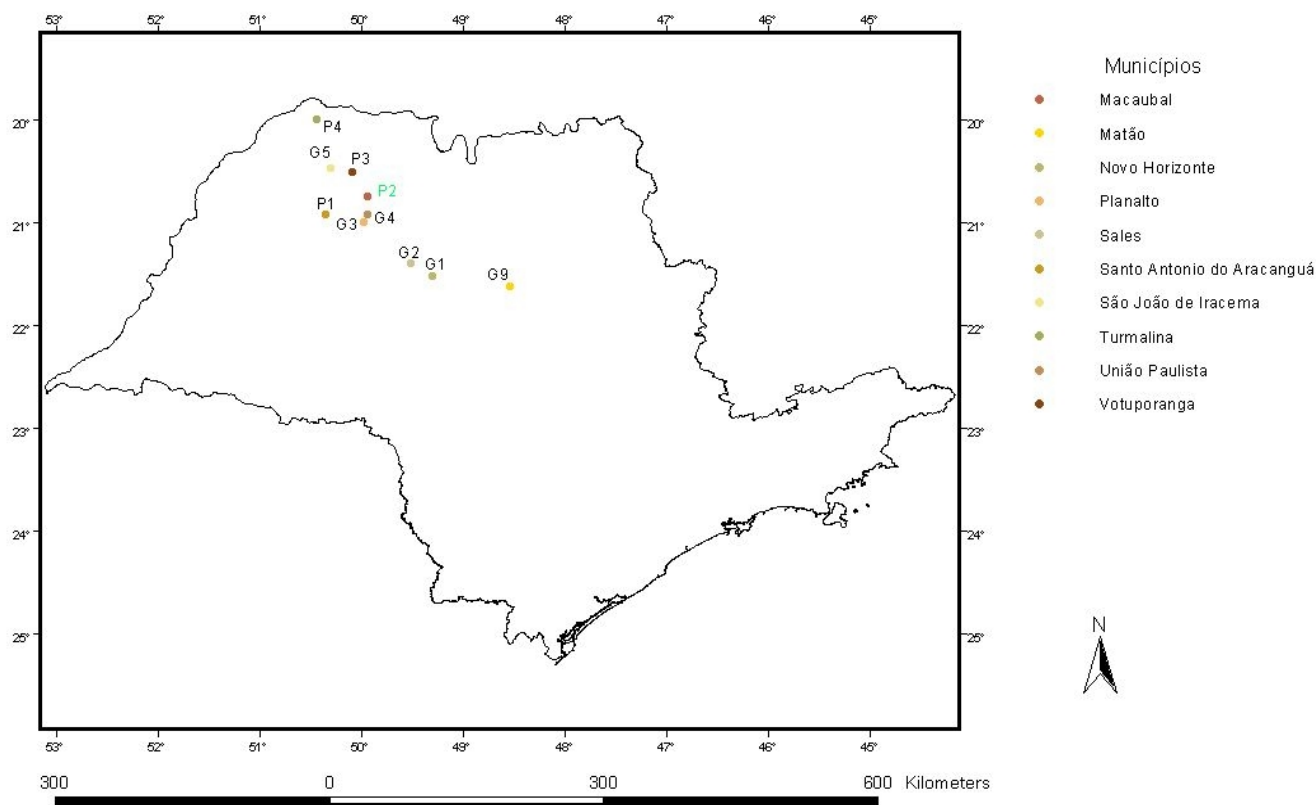 53° 52° 51° 50° 49° 48° 47° 46° 45°
20° 20°
21° 21°
22° 22°
23° 23°
24° 24°
25° 25°
P4
G5
P3
P2
P1
G3
G4
G2
G1
G9
53° 52° 51° 50° 49° 48° 47° 46° 45°
300 0 300 600 Kilometers
Municípios
Macaubal
Matão
Novo Horizonte
Planalto
Sales
Santo Antonio do Aracanguá
São João de Iracema
Turmalina
União Paulista
Votuporanga
N